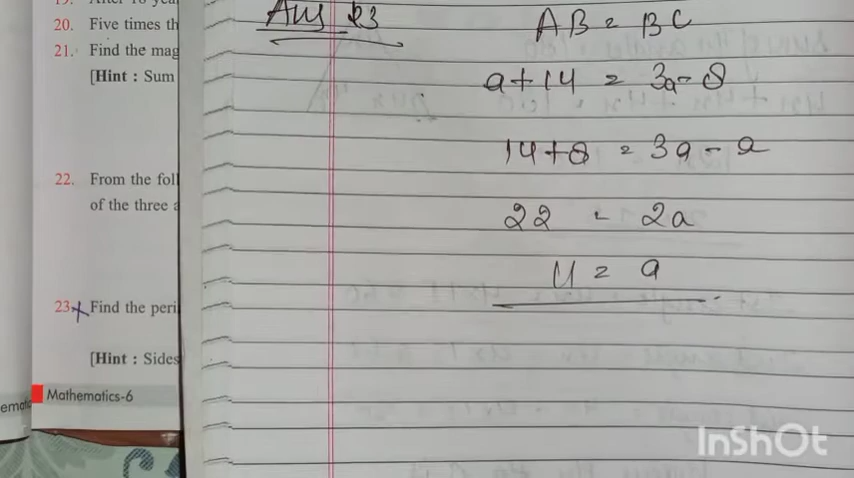 20. Five times th
21. Find the mag
[Hint : Sum
22. From the foll
of the three a
23. Find the peri
[Hint : Sides
Mathematics-6
Ans 23
AB = BC
a+14 = 3a-8
14+8 = 3a-a
22 = 2a
11 = a
InShOt